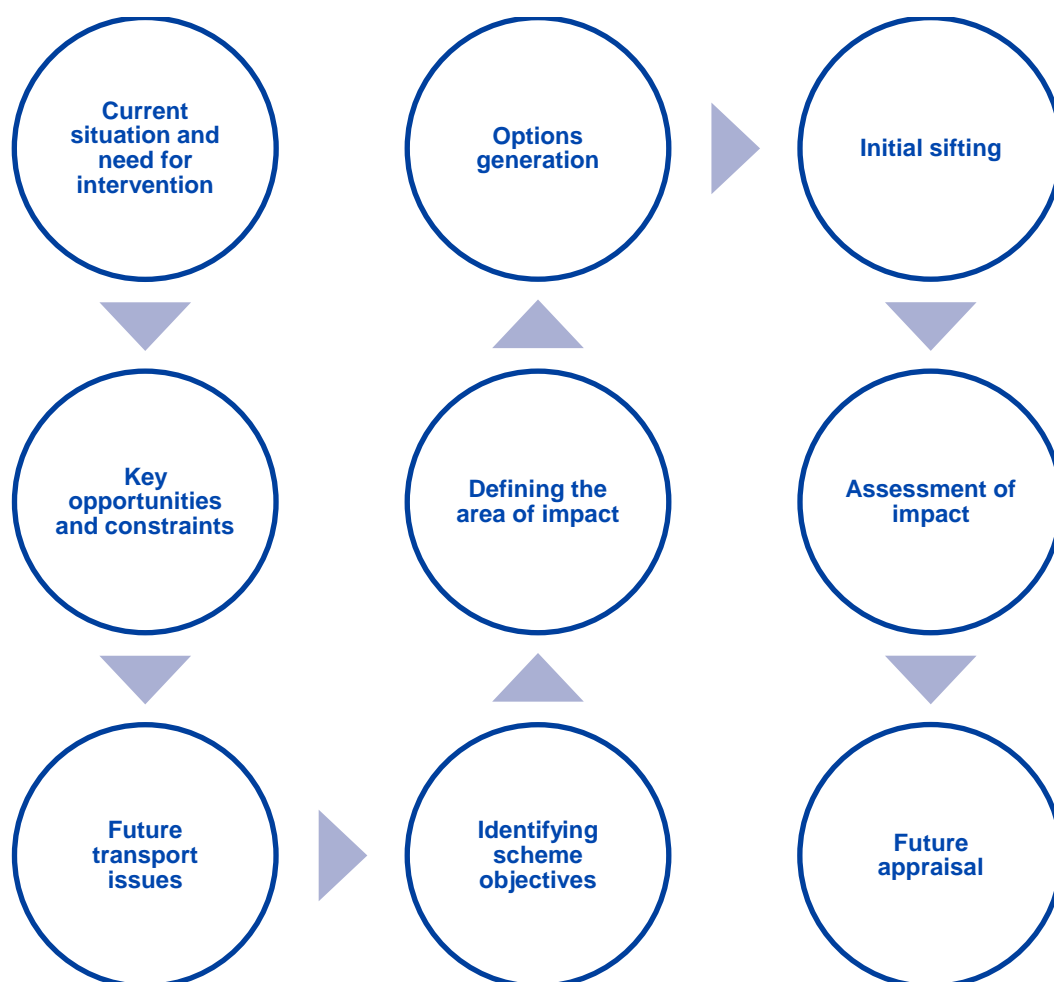 Current
situation and
need for
intervention
Key
opportunities
and constraints
Future
transport
issues
Identifying
scheme
objectives
Defining the
area of impact
Options
generation
Initial sifting
Assessment of
impact
Future
appraisal